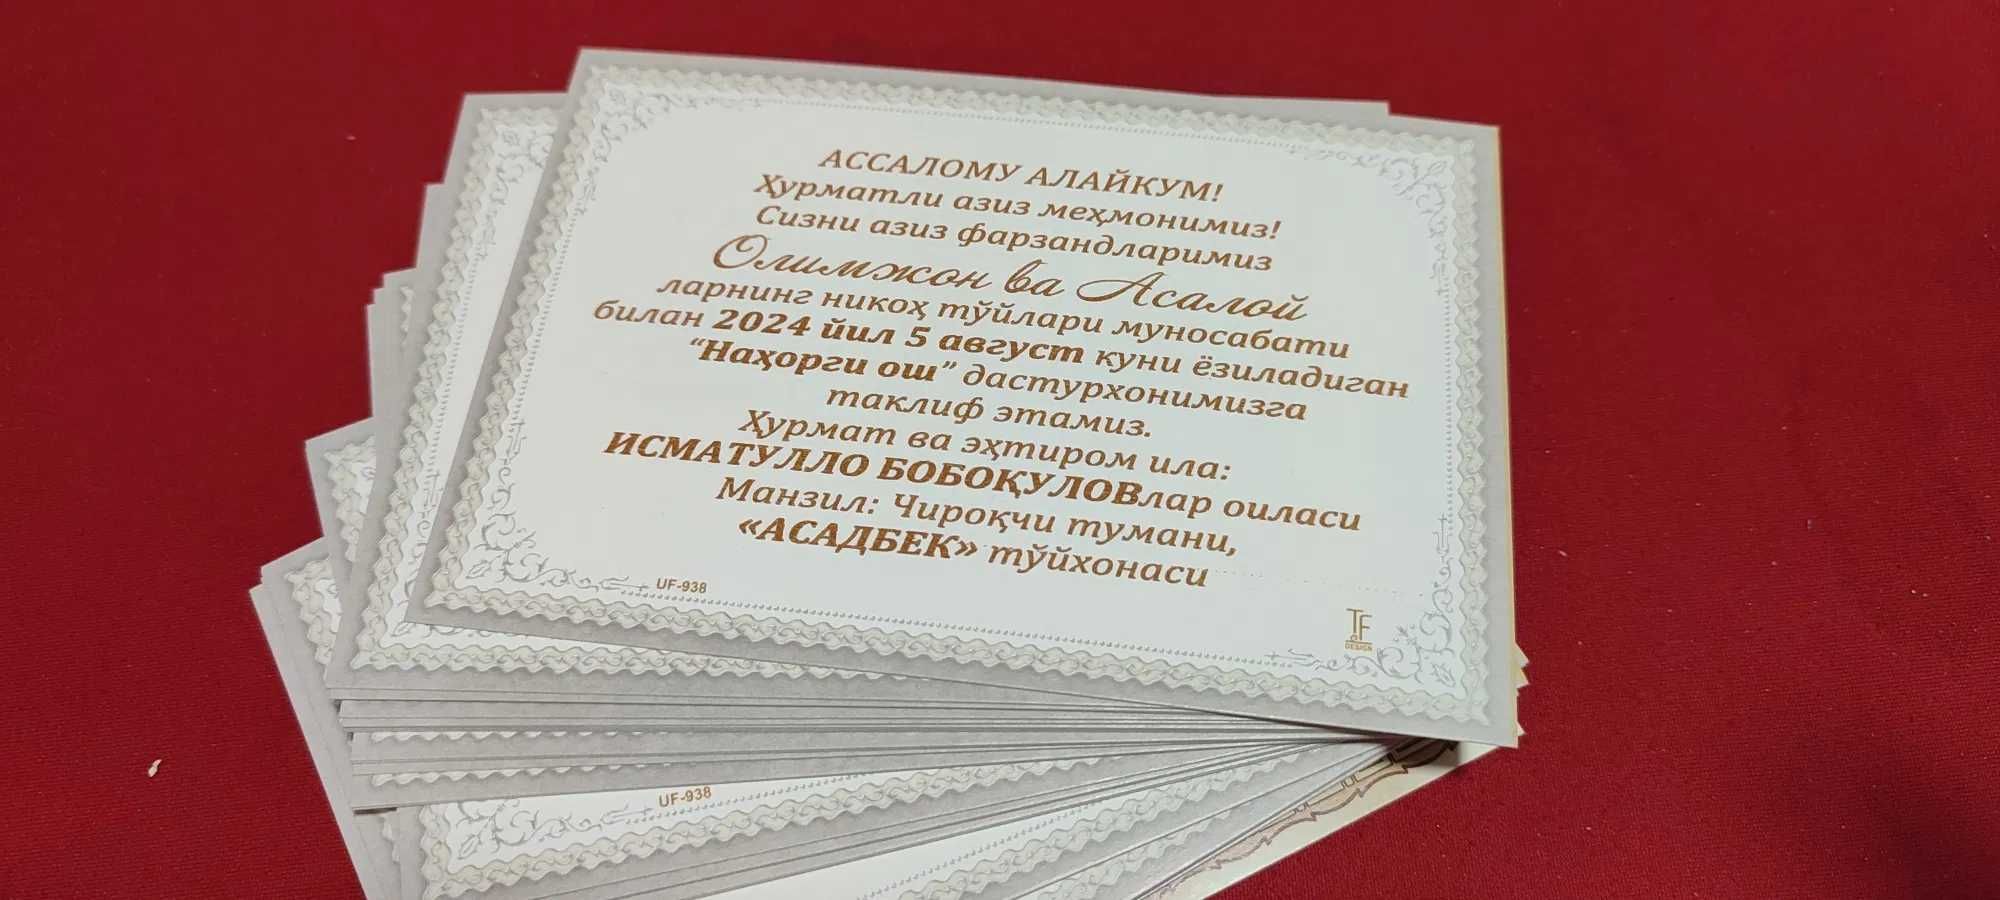 АССАЛОМУ АЛАЙКУМ!
Ҳурматли азиз меҳмонимиз!
Сизни азиз фарзандларимиз
Олимжон ва Асалой
ларнинг никоҳ тўйлари муносабати
билан 2024 йил 5 август куни ёзиладиган
“Наҳорги ош” дастурхонимизга
таклиф этамиз.
Ҳурмат ва эҳтиром ила:
ИСМАТУЛЛО БОБОҚУЛОВлар оиласи
Манзил: Чироқчи тумани,
«АСАДБЕК» тўйхонаси
UF-938
TF
DESIGN
UF-938